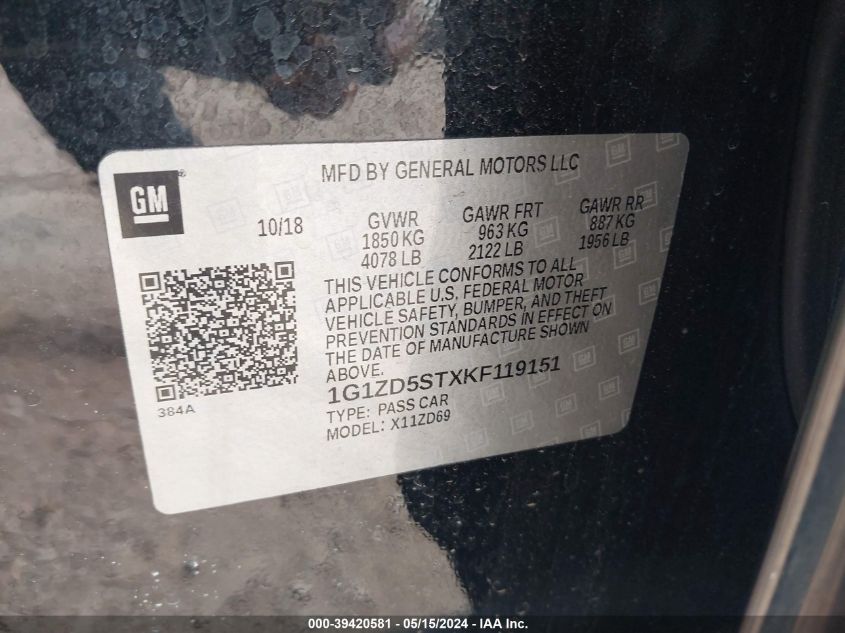 MFD BY GENERAL MOTORS LLC
GM®
10/18
GVWR
1850 KG
4078 LB
GAWR FRT
963 KG
2122 LB
GAWR RR
887 KG
1956 LB
THIS VEHICLE CONFORMS TO ALL
APPLICABLE U.S. FEDERAL MOTOR
VEHICLE SAFETY, BUMPER, AND THEFT
PREVENTION STANDARDS IN EFFECT ON
THE DATE OF MANUFACTURE SHOWN
ABOVE.
1G1ZD5STXKF119151
TYPE: PASS CAR
MODEL: X11ZD69
384A
000-39420581 - 05/15/2024 - IAA, Inc.